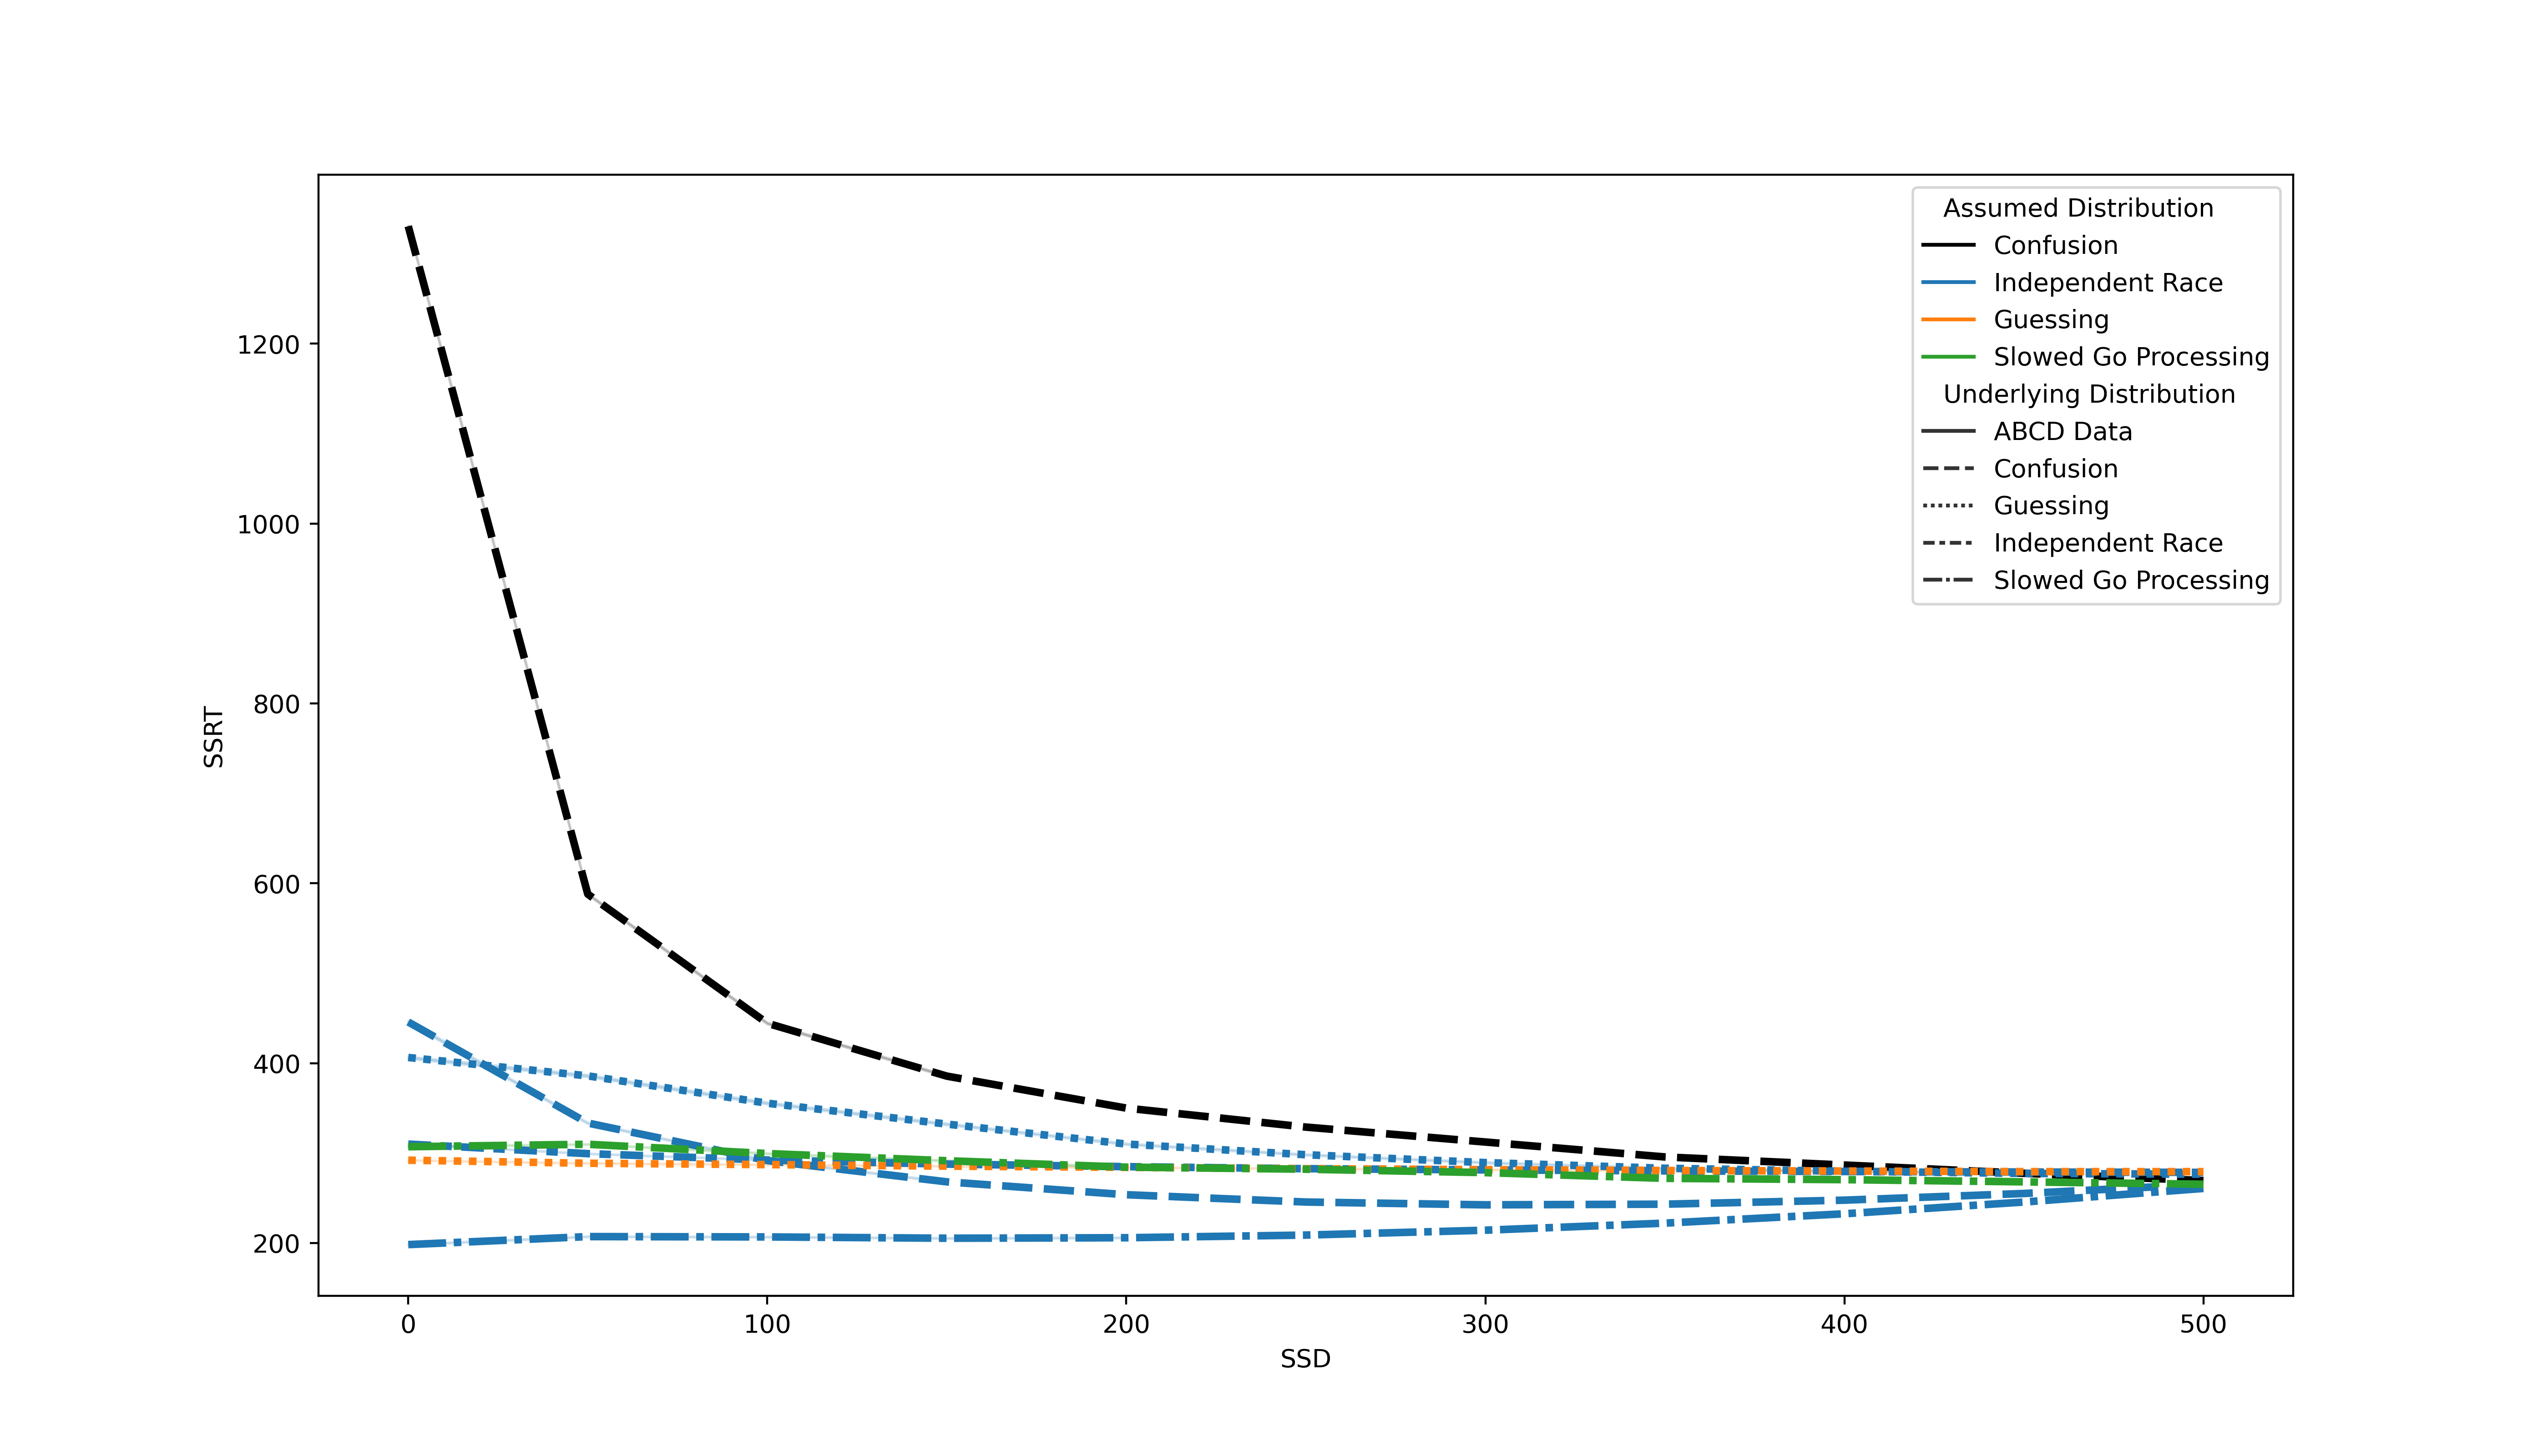 Assumed Distribution
Confusion
Independent Race
Guessing
Slowed Go Processing
Underlying Distribution
ABCD Data
Confusion
Guessing
Independent Race
Slowed Go Processing
1200
1000
800
600
400
200
SSRT
0 100 200 300 400 500
SSD